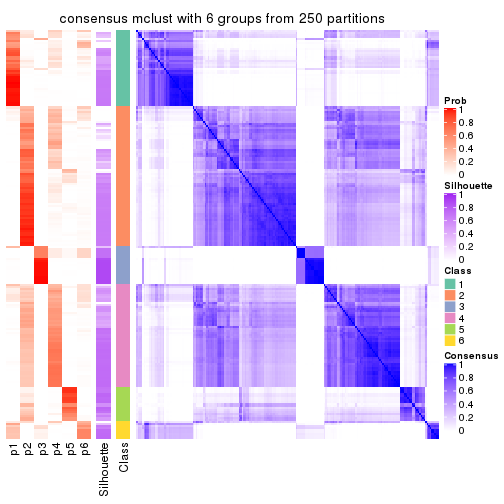 consensus mclust with 6 groups from 250 partitions
Prob
1
0.8
0.6
0.4
0.2
0
Silhouette
1
0.8
0.6
0.4
0.2
0
Class
1
2
3
4
5
6
Consensus
1
0.8
0.6
0.4
0.2
0
p1
p2
p3
p4
p5
p6
Silhouette
Class